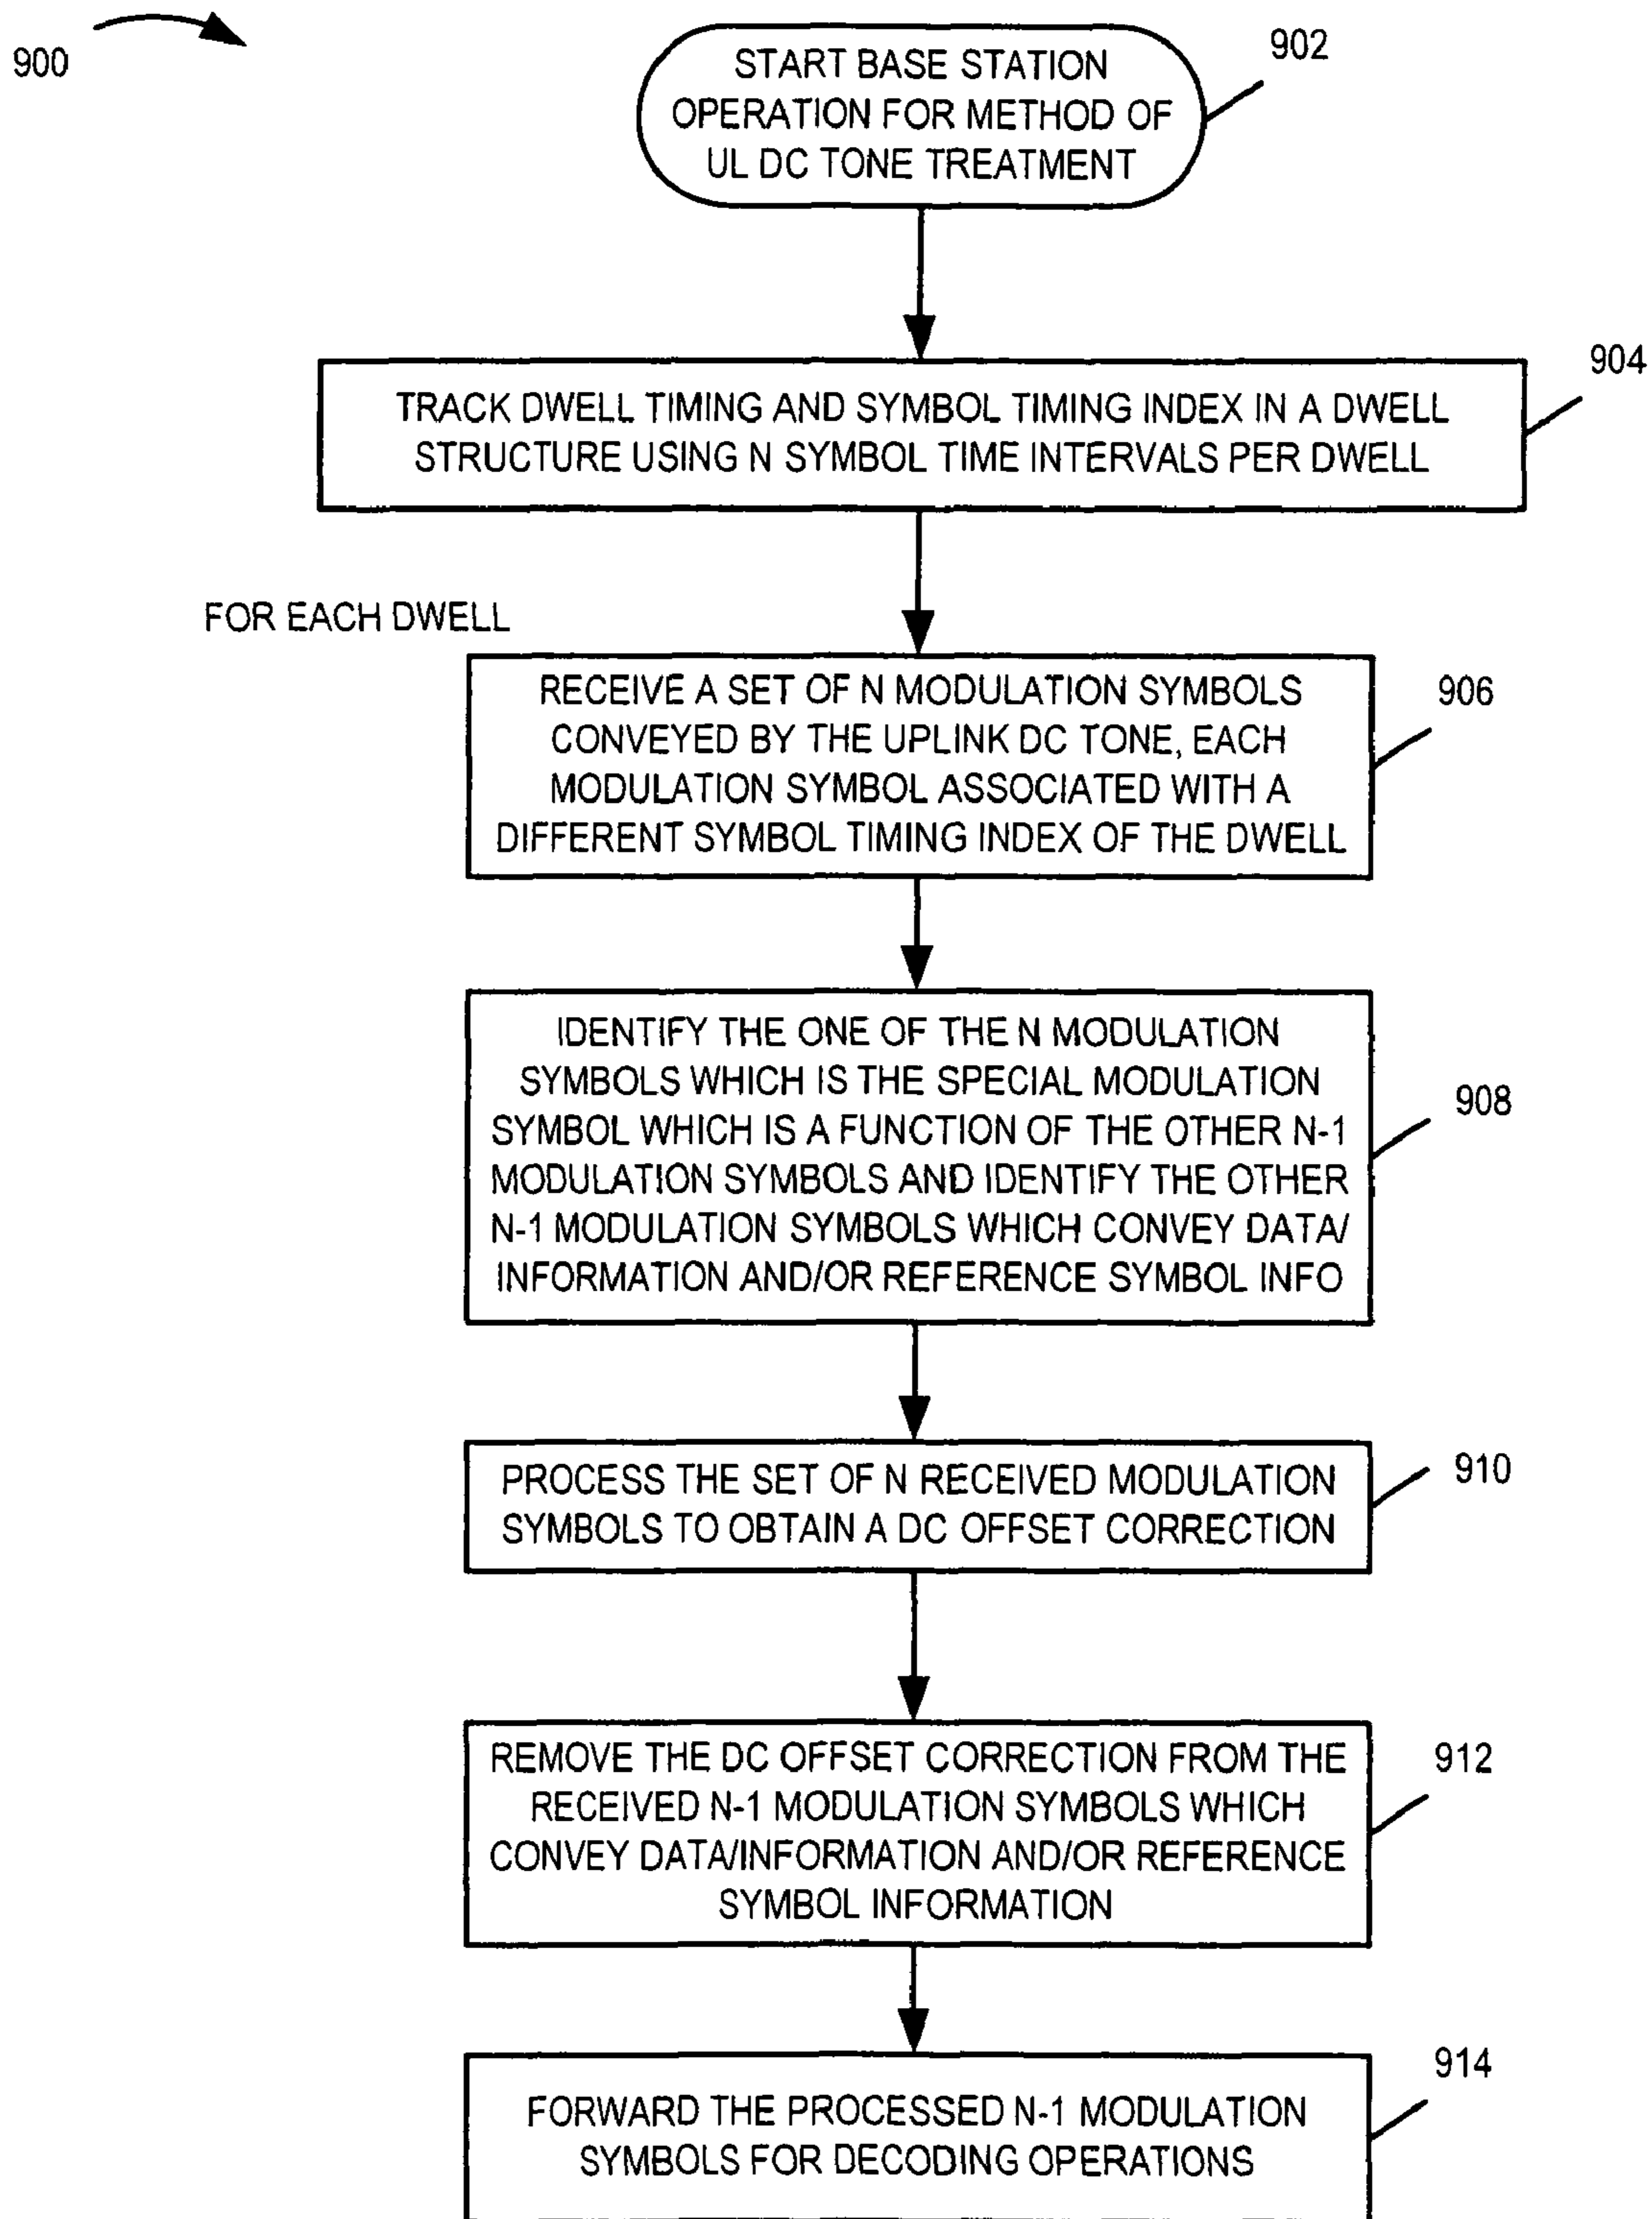 900
START BASE STATION
OPERATION FOR METHOD OF
UL DC TONE TREATMENT
902
TRACK DWELL TIMING AND SYMBOL TIMING INDEX IN A DWELL
STRUCTURE USING N SYMBOL TIME INTERVALS PER DWELL
904
FOR EACH DWELL
RECEIVE A SET OF N MODULATION SYMBOLS
CONVEYED BY THE UPLINK DC TONE, EACH
MODULATION SYMBOL ASSOCIATED WITH A
DIFFERENT SYMBOL TIMING INDEX OF THE DWELL
906
IDENTIFY THE ONE OF THE N MODULATION
SYMBOLS WHICH IS THE SPECIAL MODULATION
SYMBOL WHICH IS A FUNCTION OF THE OTHER N-1
MODULATION SYMBOLS AND IDENTIFY THE OTHER
N-1 MODULATION SYMBOLS WHICH CONVEY DATA/
INFORMATION AND/OR REFERENCE SYMBOL INFO
908
PROCESS THE SET OF N RECEIVED MODULATION
SYMBOLS TO OBTAIN A DC OFFSET CORRECTION
910
REMOVE THE DC OFFSET CORRECTION FROM THE
RECEIVED N-1 MODULATION SYMBOLS WHICH
CONVEY DATA/INFORMATION AND/OR REFERENCE
SYMBOL INFORMATION
912
FORWARD THE PROCESSED N-1 MODULATION
SYMBOLS FOR DECODING OPERATIONS
914